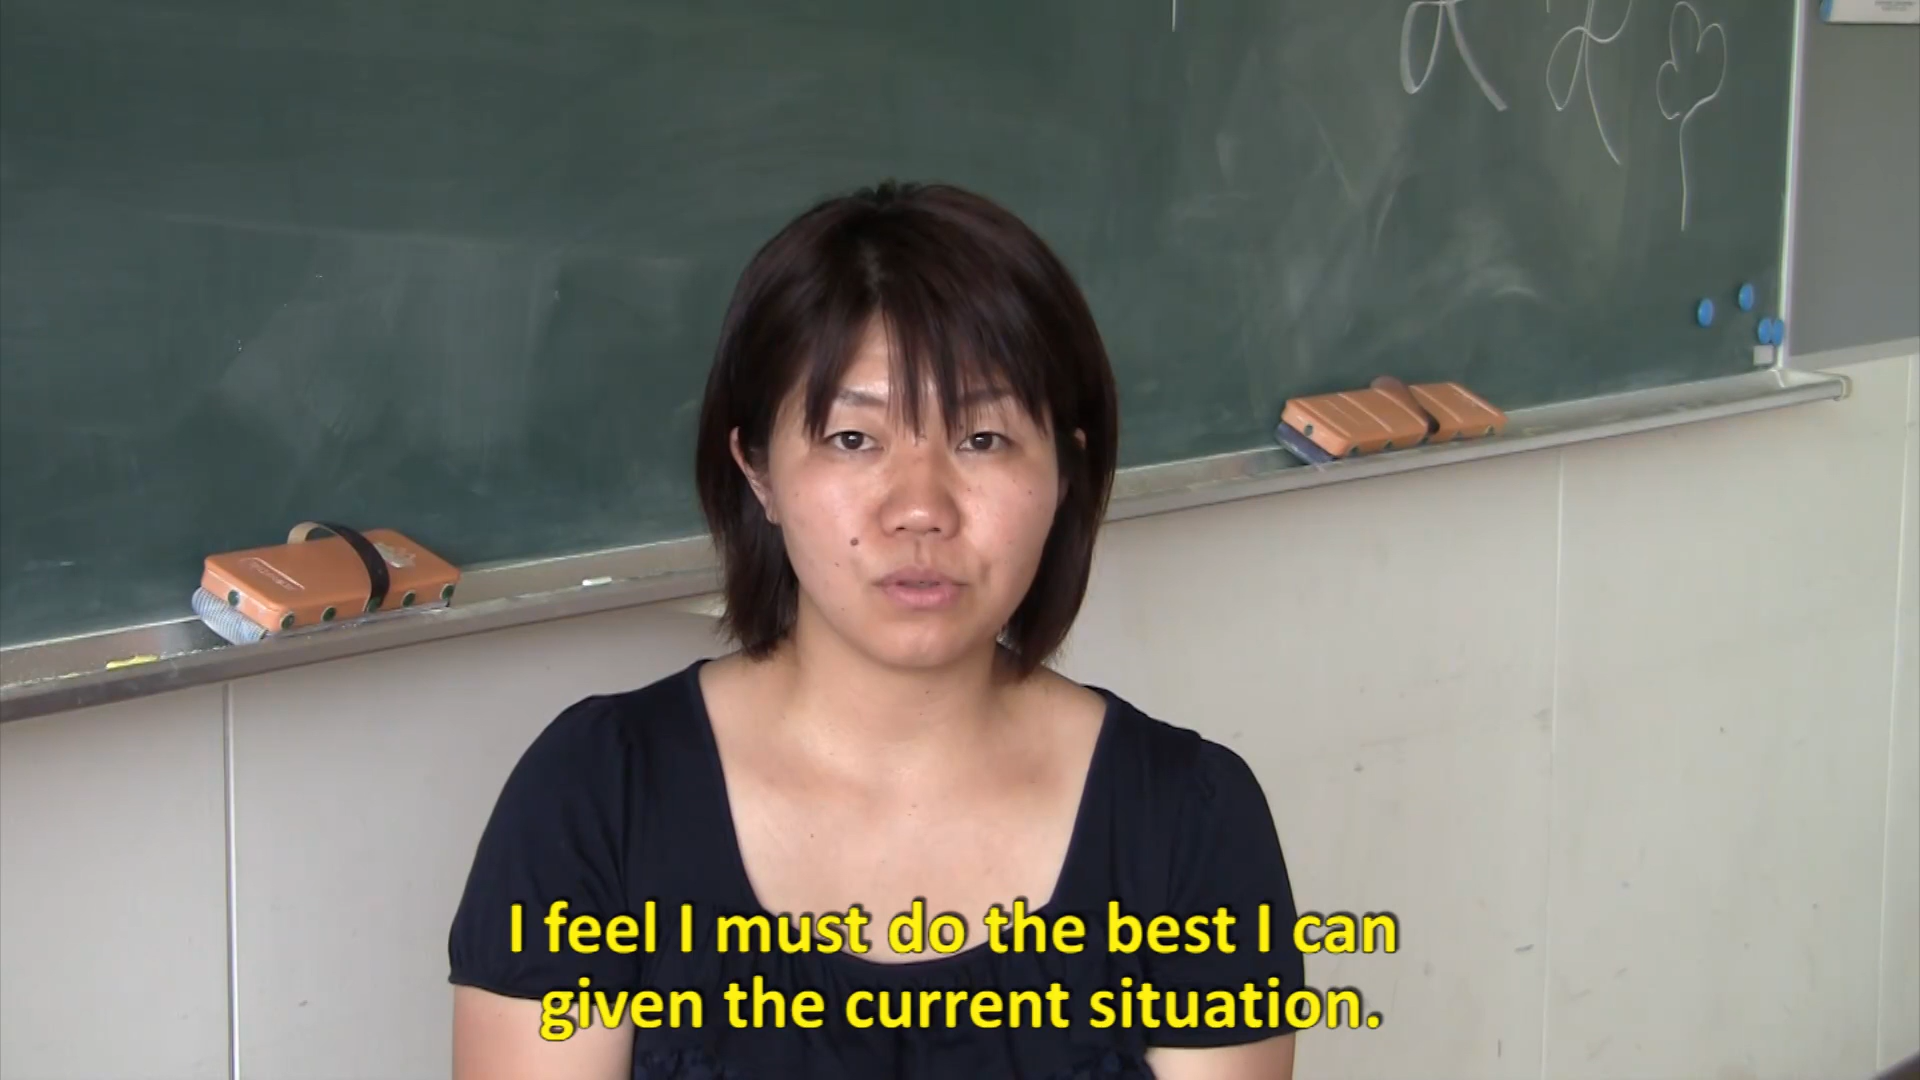 I feel I must do the best I can
given the current situation.